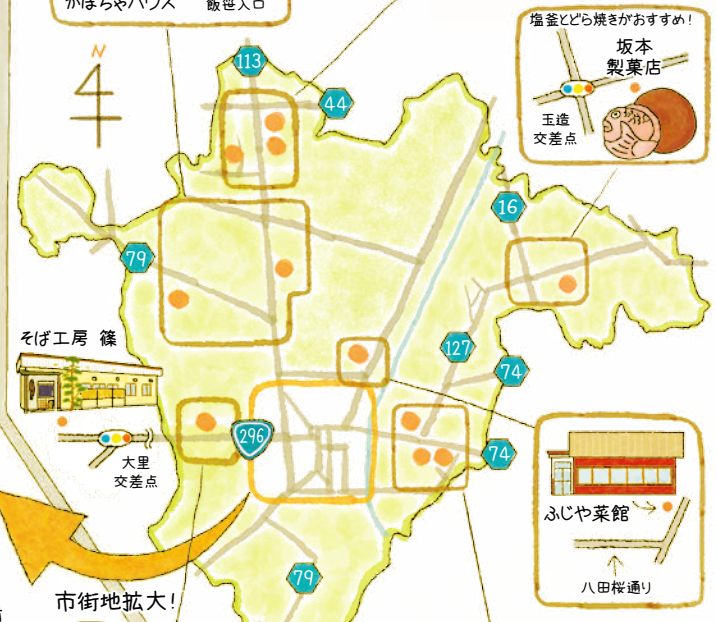 かぼちゃハウス
飯笹入口
塩釜とどら焼きがおすすめ!
坂本
製菓店
玉造
交差点
N
113
44
16
79
127
74
そば工房 篠
大里
交差点
296
74
ふじや菜館
八田桜通り
79
市街地拡大!